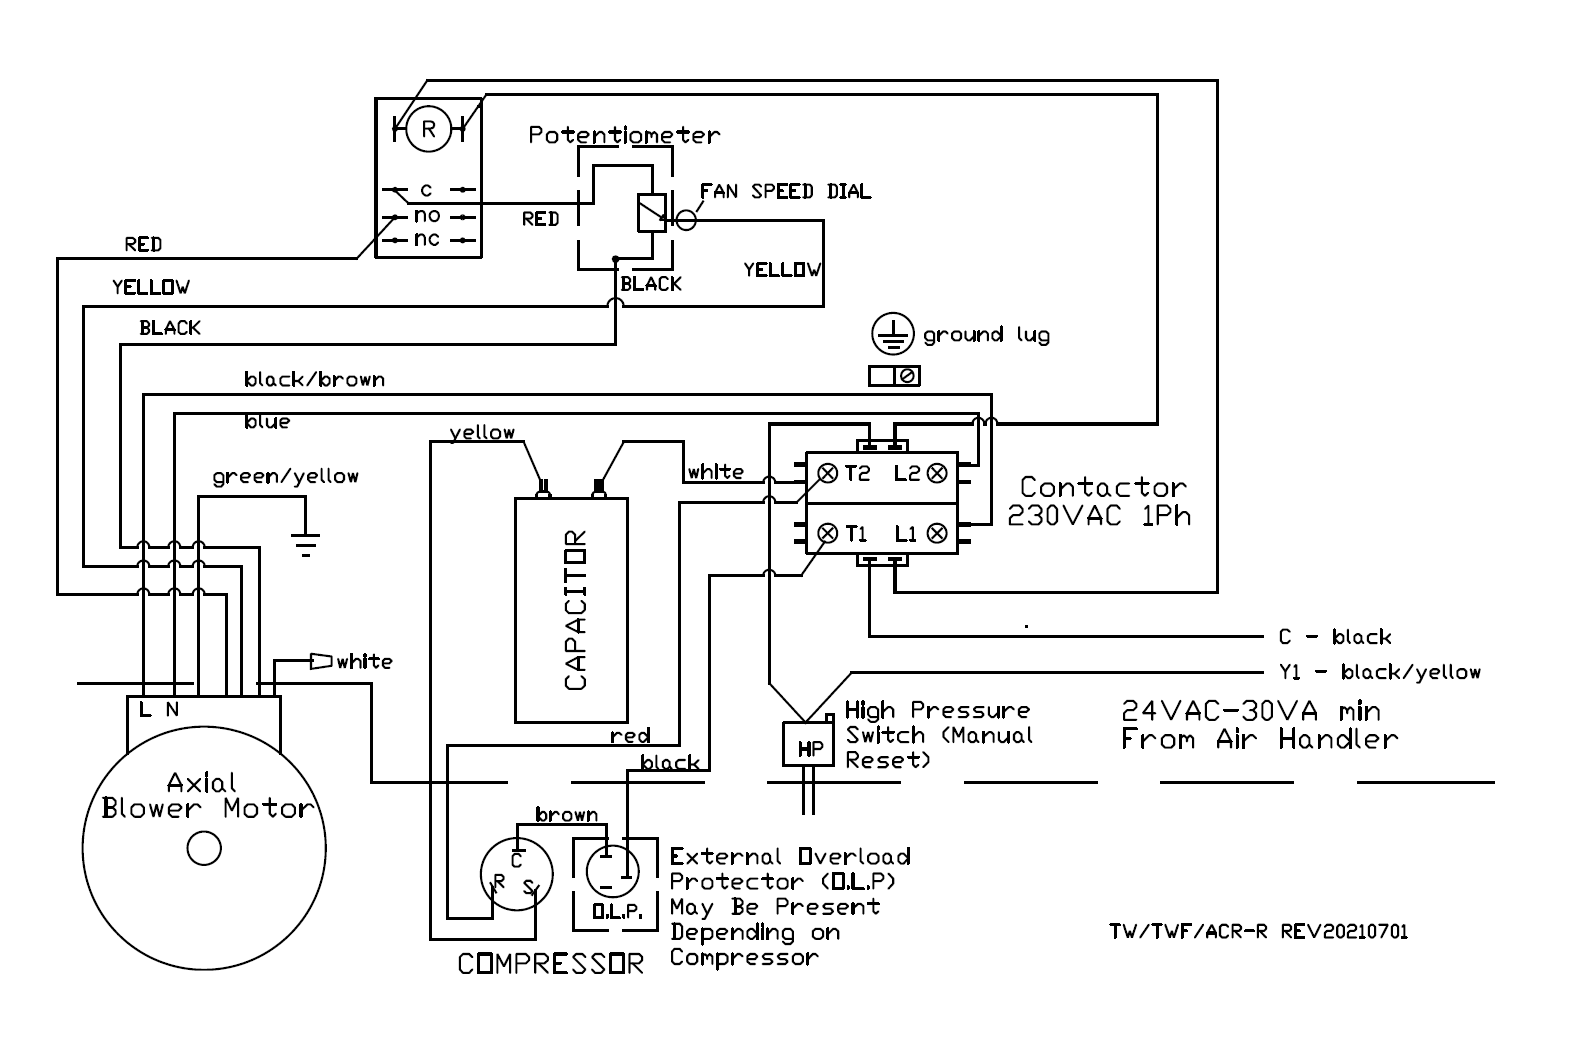 R
Potentiometer
FAN SPEED DIAL
c
no
nc
RED
RED
YELLOW
YELLOW
BLACK
BLACK
ground lug
black/brown
blue
yellow
white
green/yellow
T2 L2
T1 L1
Contactor
230VAC 1Ph
CAPACITOR
C - black
Y1 - black/yellow
white
L N
24VAC-30VA min
From Air Handler
High Pressure
Switch (Manual
Reset)
HP
red
black
Axial
Blower Motor
brown
C
R S
O.L.P.
External Overload
Protector (O.L.P)
May Be Present
Depending on
Compressor
COMPRESSOR
TW/TWF/ACR-R REV20210701